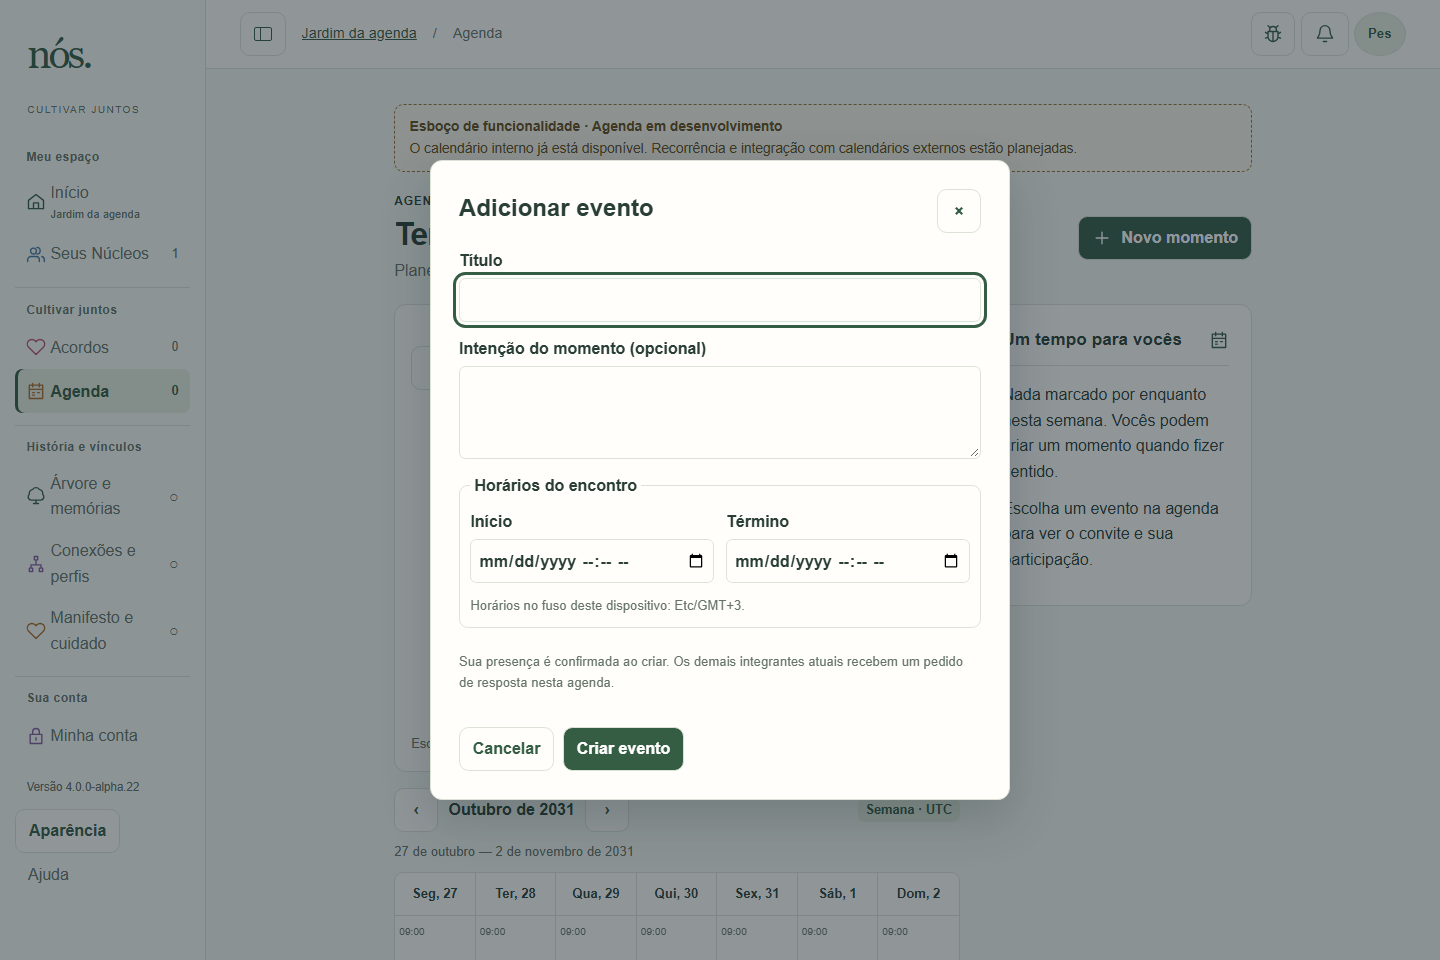 nós.
CULTIVAR JUNTOS
Meu espaço
Início
Jardim da agenda
Seus Núcleos 1
Cultivar juntos
Acordos 0
Agenda 0
História e vínculos
Árvore e
memórias
Conexões e
perfis
Manifesto e
cuidado
Sua conta
Minha conta
Versão 4.0.0-alpha.22
Aparência
Ajuda
Jardim da agenda / Agenda
Pes
Esboço de funcionalidade · Agenda em desenvolvimento
O calendário interno já está disponível. Recorrência e integração com calendários externos estão planejadas.
Novo momento
Adicionar evento
×
Título
Intenção do momento (opcional)
Horários do encontro
Início Término
mm/dd/yyyy --:-- -- mm/dd/yyyy --:-- --
Horários no fuso deste dispositivo: Etc/GMT+3.
Sua presença é confirmada ao criar. Os demais integrantes atuais recebem um pedido
de resposta nesta agenda.
Cancelar Criar evento
Um tempo para vocês
Nada marcado por enquanto
nesta semana. Vocês podem
criar um momento quando fizer
sentido.
Escolha um evento na agenda
para ver o convite e sua
participação.
‹ Outubro de 2031 › Semana · UTC
27 de outubro — 2 de novembro de 2031
Seg, 27 Ter, 28 Qua, 29 Qui, 30 Sex, 31 Sáb, 1 Dom, 2
09:00 09:00 09:00 09:00 09:00 09:00 09:00